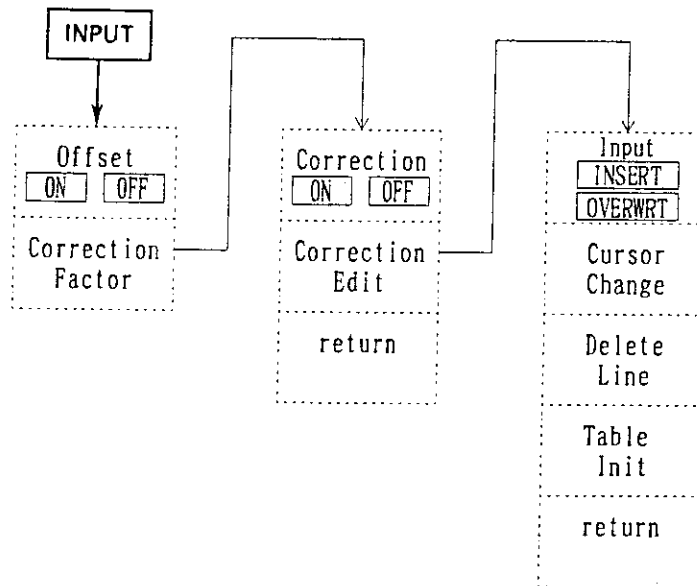 INPUT
Offset
ON OFF
Correction
Factor
Correction
ON OFF
Correction
Edit
return
Input
INSERT
OVERWRT
Cursor
Change
Delete
Line
Table
Init
return